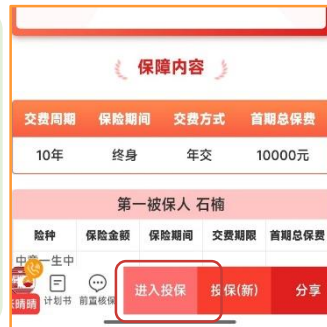 保障内容
交费周期 保险期间 交费方式 首期总保费
10年 终身 年交 10000元
第一被保人 石楠
险种 保险金额 保险期间 交费期限 首期总保费
中意一生中
晴晴 计划书 前置核保 进入投保 投保(新) 分享